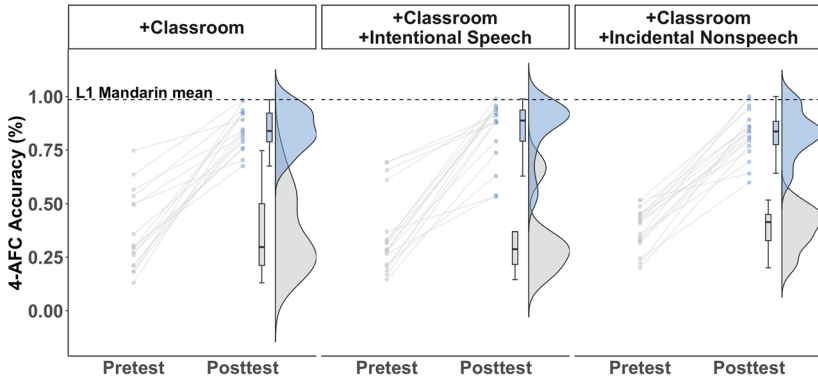 +Classroom
+Classroom
+Intentional Speech
+Classroom
+Incidental Nonspeech
4-AFC Accuracy (%)
L1 Mandarin mean
1.00
0.75
0.50
0.25
0.00
Pretest Posttest Pretest Posttest Pretest Posttest